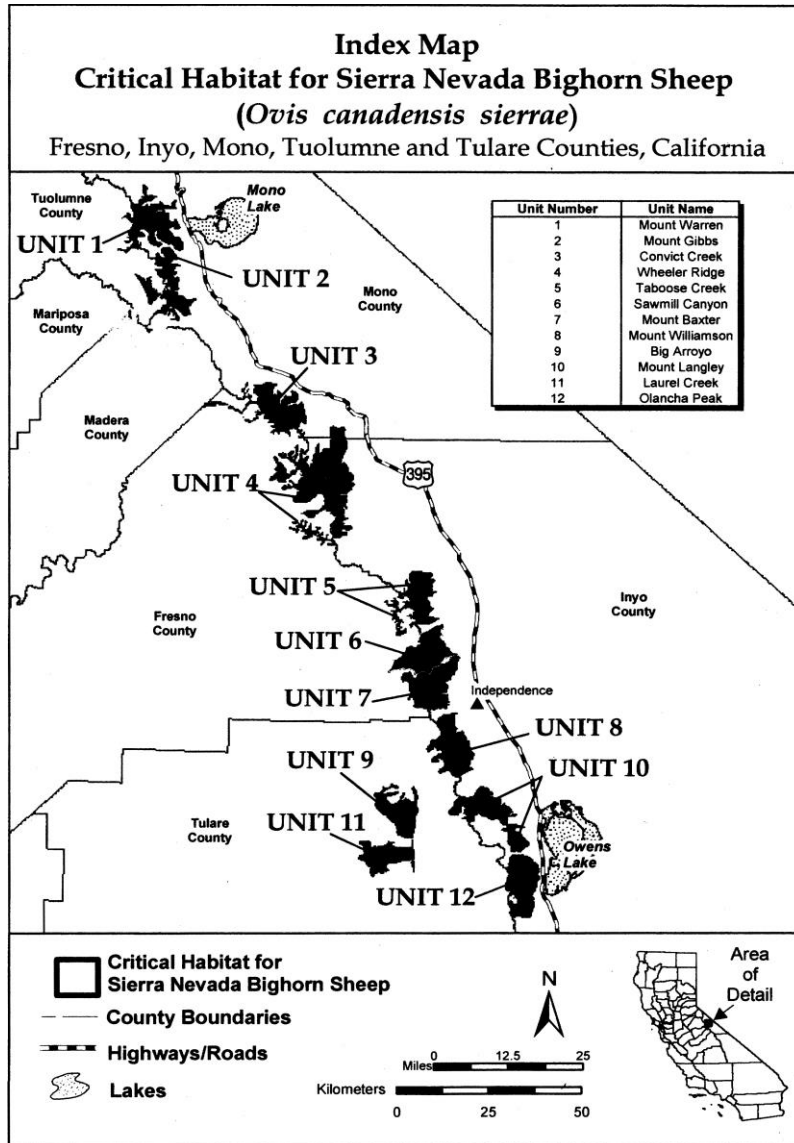 Index Map
Critical Habitat for Sierra Nevada Bighorn Sheep
(Ovis canadensis sierrae)
Fresno, Inyo, Mono, Tuolumne and Tulare Counties, California
Tuolumne
County
Mono
Lake
UNIT 1
UNIT 2
Mariposa
County
Mono
County
Unit Number Unit Name
1 Mount Warren
2 Mount Gibbs
3 Convict Creek
4 Wheeler Ridge
5 Taboose Creek
6 Sawmill Canyon
7 Mount Baxter
8 Mount Williamson
9 Big Arroyo
10 Mount Langley
11 Laurel Creek
12 Olancha Peak
UNIT 3
Madera
County
395
UNIT 4
UNIT 5
Inyo
County
Fresno
County
UNIT 6
UNIT 7
Independence
UNIT 8
UNIT 9
UNIT 10
Tulare
County
UNIT 11
Owens
Lake
UNIT 12
Critical Habitat for
Sierra Nevada Bighorn Sheep
County Boundaries
Highways/Roads
Lakes
N
Miles 0 12.5 25
Kilometers
0 25 50
Area
of
Detail